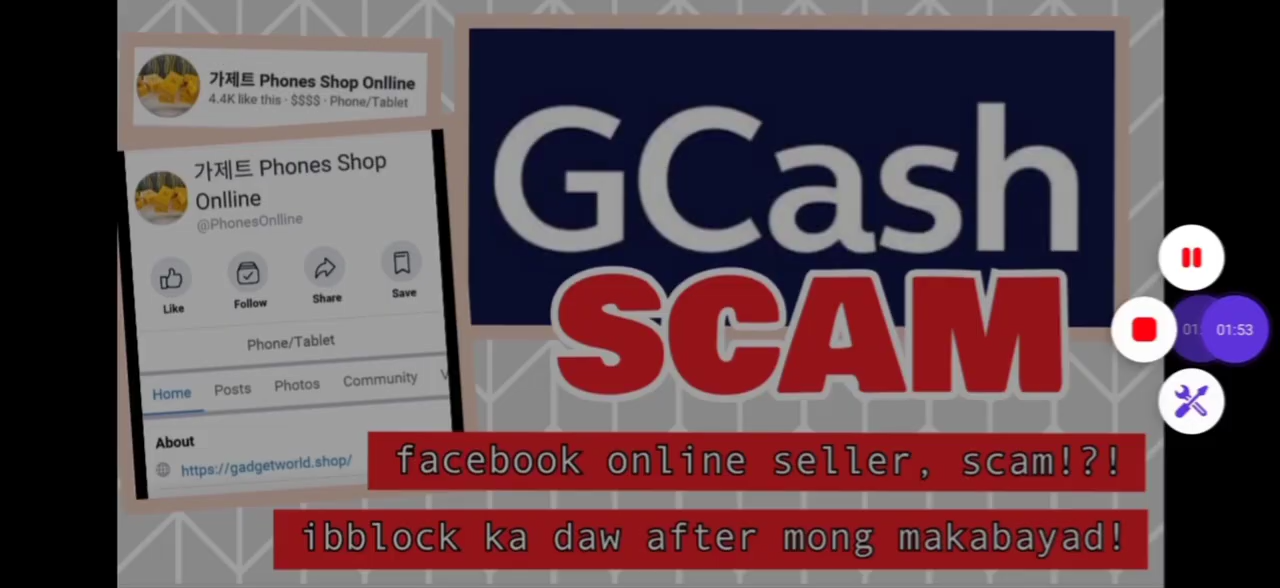 가제트 Phones Shop Onlline
4.4K like this · $$$$ · Phone/Tablet
가제트 Phones Shop
Onlline
@PhonesOnlline
Like Follow Share Save
Phone/Tablet
Home Posts Photos Community V
About
https://gadgetworld.shop/
GCash
SCAM
facebook online seller, scam!?!
ibblock ka daw after mong makabayad!
01:
01:53